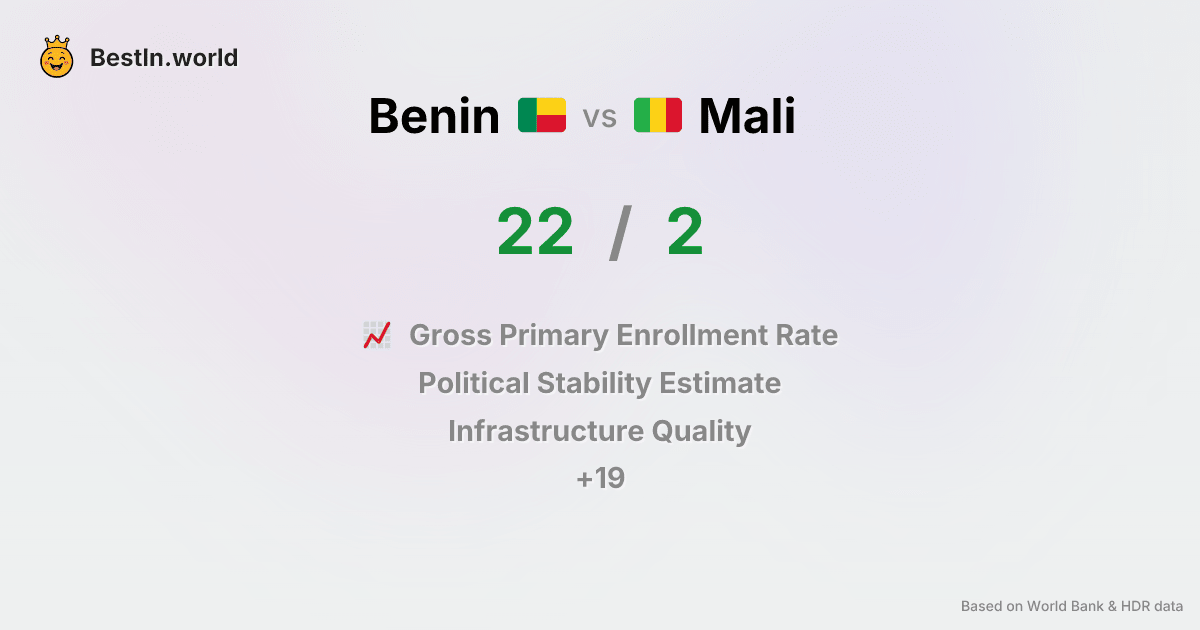 BestIn.world
Benin vs Mali
22 / 2
Gross Primary Enrollment Rate
Political Stability Estimate
Infrastructure Quality
+19
Based on World Bank & HDR data